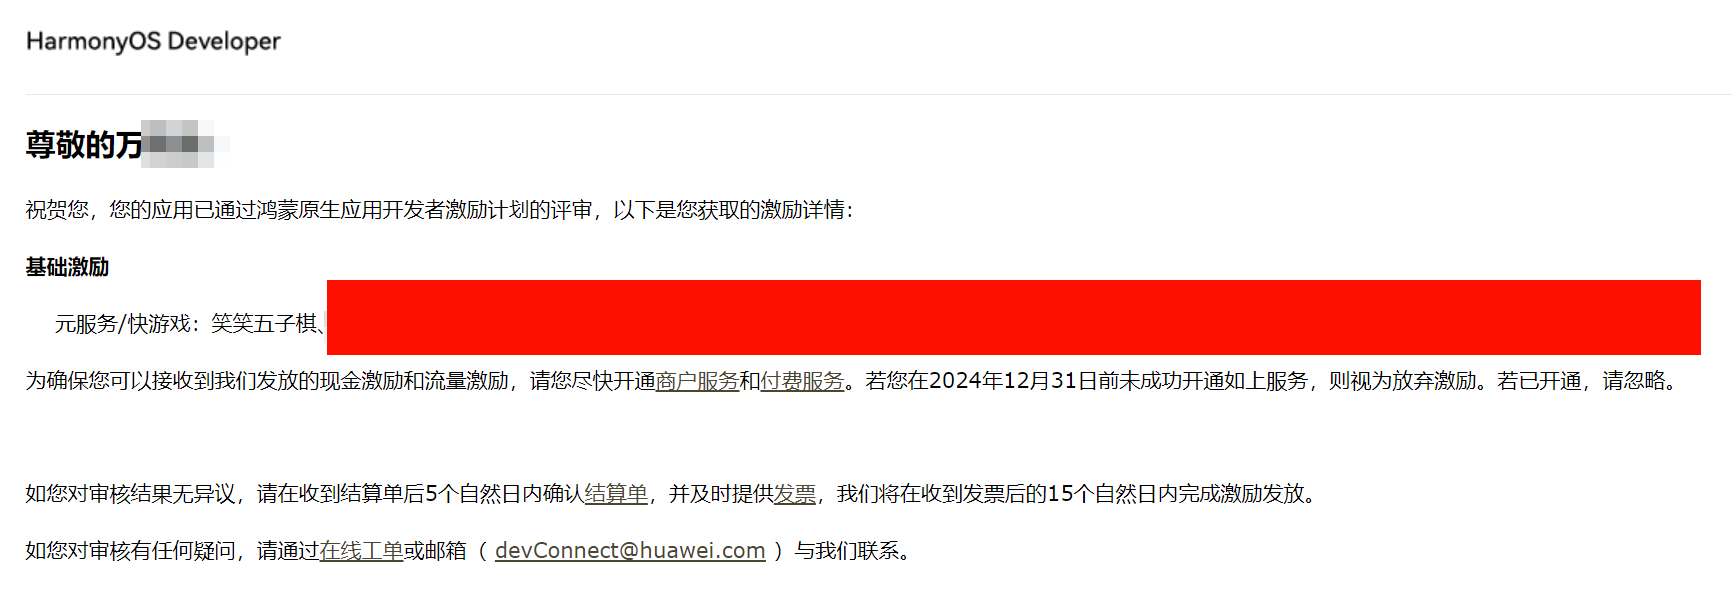 HarmonyOS Developer
尊敬的万
祝贺您，您的应用已通过鸿蒙原生应用开发者激励计划的评审，以下是您获取的激励详情：
基础激励
元服务/快游戏：笑笑五子棋、
为确保您可以接收到我们发放的现金激励和流量激励，请您尽快开通商户服务和付费服务。若您在2024年12月31日前未成功开通如上服务，则视为放弃激励。若已开通，请忽略。
如您对审核结果无异议，请在收到结算单后5个自然日内确认结算单，并及时提供发票，我们将在收到发票后的15个自然日内完成激励发放。
如您对审核有任何疑问，请通过在线工单或邮箱（ devConnect@huawei.com ）与我们联系。